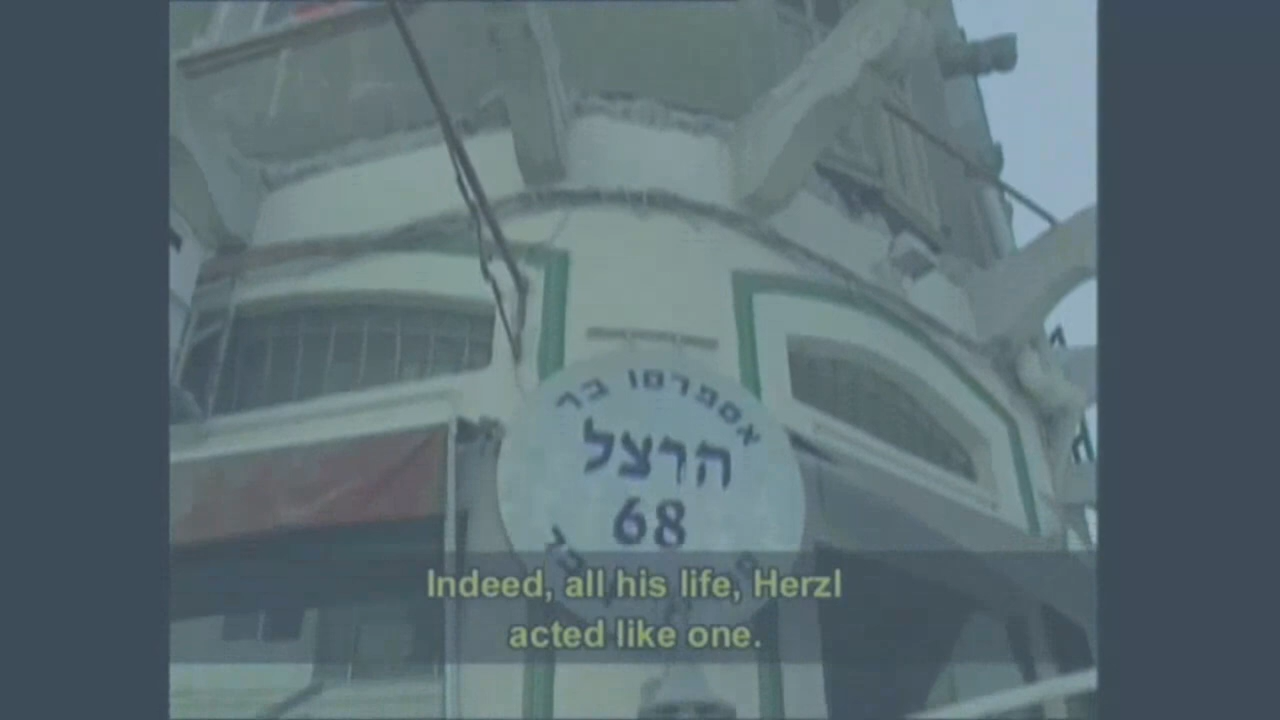 אספרסו בר
הרצל
68
Indeed, all his life, Herzl
acted like one.